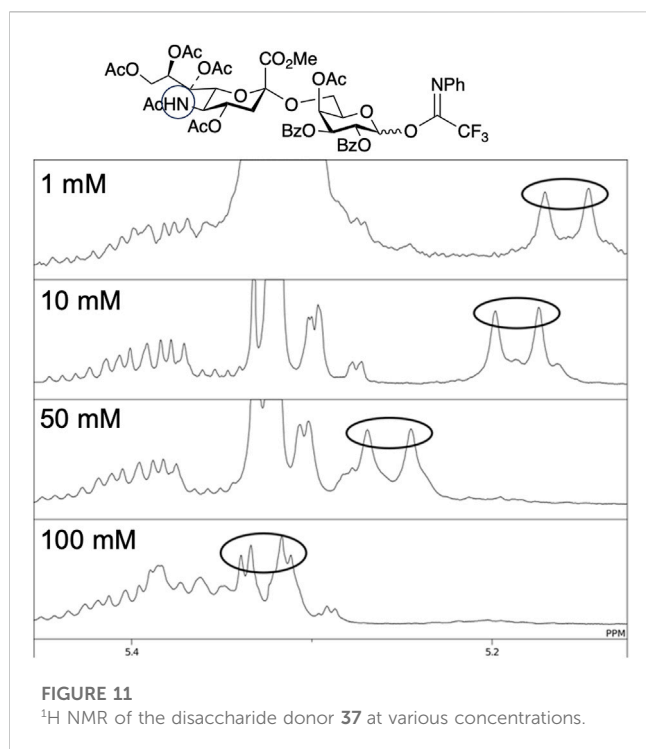 OAc
AcO
OAc
CO₂Me
OAc
NPh
AcHN
O
O
O
O
CF₃
AcO
BzO
BzO
1 mM
10 mM
50 mM
100 mM
PPM
5.4
5.2
FIGURE 11
¹H NMR of the disaccharide donor 37 at various concentrations.